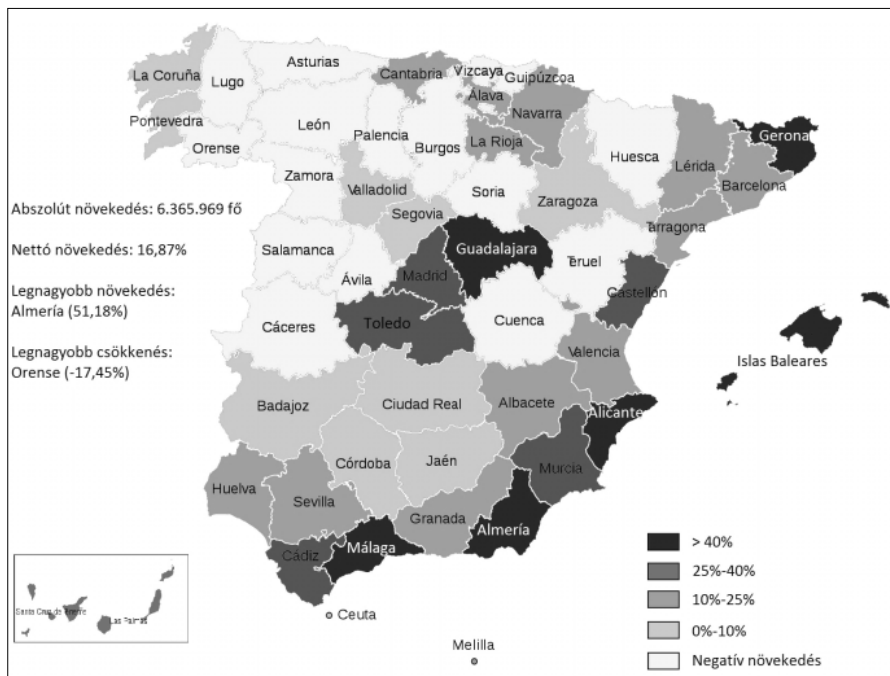 Asturias
La Coruña
Lugo
Cantabria
Vizcaya
Guipúzcoa
Álava
Navarra
Pontevedra
León
Palencia
Burgos
La Rioja
Orense
Huesca
Lérida
Gerona
Barcelona
Zamora
Valladolid
Soria
Zaragoza
Tarragona
Segovia
Abszolút növekedés: 6.365.969 fő
Nettó növekedés: 16,87%
Legnagyobb növekedés:
Almería (51,18%)
Legnagyobb csökkenés:
Orense (-17,45%)
Salamanca
Ávila
Madrid
Guadalajara
Teruel
Castellón
Cáceres
Toledo
Cuenca
Valencia
Islas Baleares
Badajoz
Ciudad Real
Albacete
Alicante
Córdoba
Jaén
Murcia
Huelva
Sevilla
Granada
Almería
Málaga
Cádiz
Ceuta
Melilla
Santa Cruz de Tenerife
Las Palmas
> 40%
25%-40%
10%-25%
0%-10%
Negatív növekedés